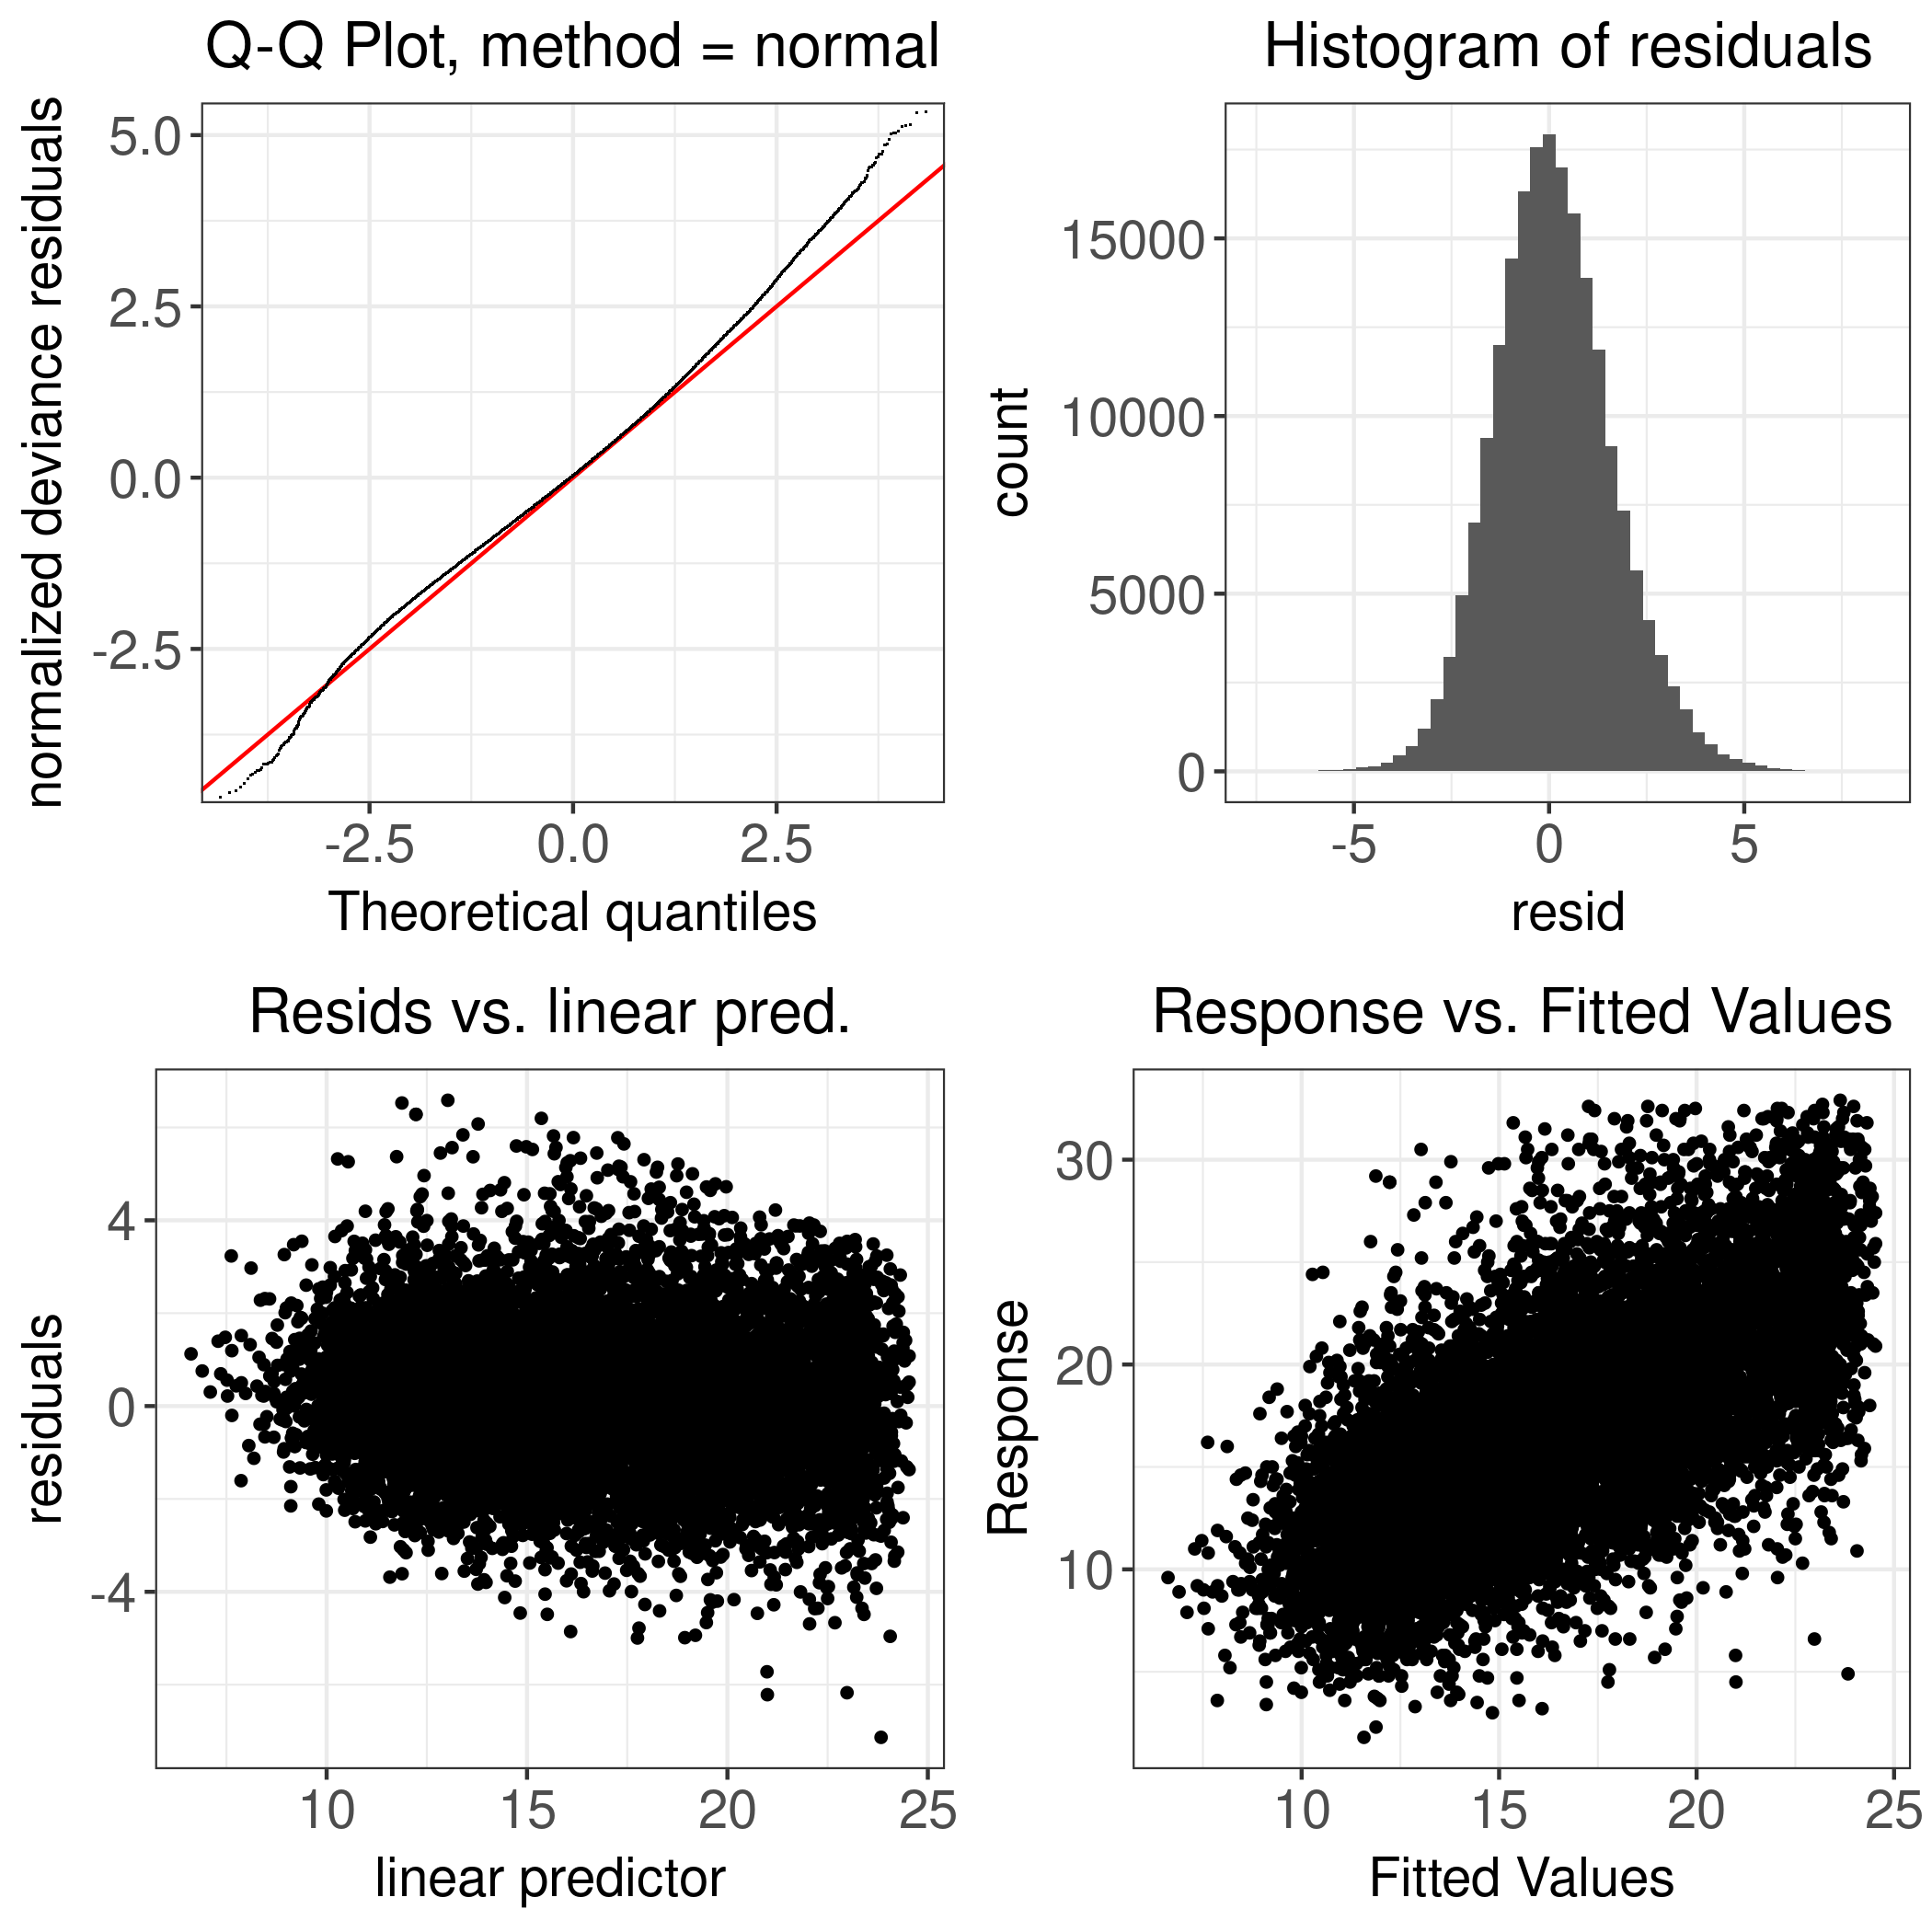 Q-Q Plot, method = normal
normalized deviance residuals
5.0
2.5
0.0
-2.5
-2.5 0.0 2.5
Theoretical quantiles
Histogram of residuals
count
15000
10000
5000
0
-5 0 5
resid
Resids vs. linear pred.
residuals
4
0
-4
10 15 20 25
linear predictor
Response vs. Fitted Values
Response
30
20
10
10 15 20 25
Fitted Values